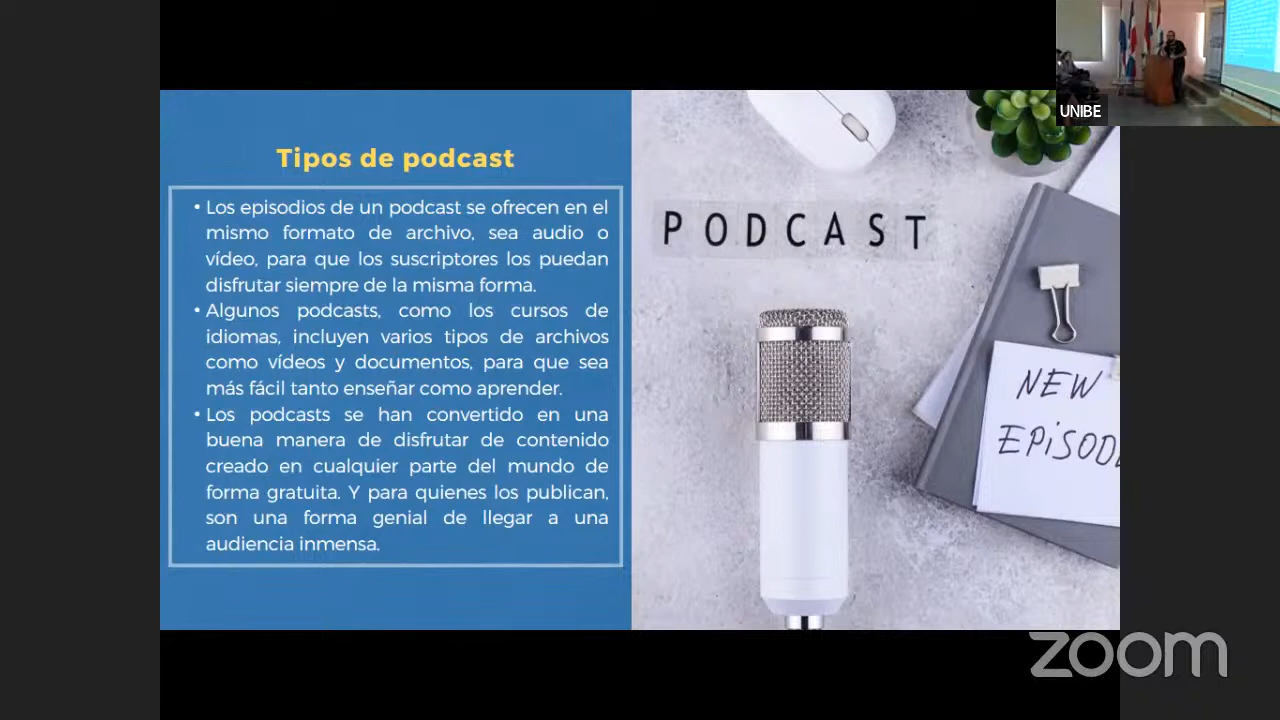 UNIBE
Tipos de podcast
• Los episodios de un podcast se ofrecen en el
mismo formato de archivo, sea audio o
vídeo, para que los suscriptores los puedan
disfrutar siempre de la misma forma.
• Algunos podcasts, como los cursos de
idiomas, incluyen varios tipos de archivos
como vídeos y documentos, para que sea
más fácil tanto enseñar como aprender.
• Los podcasts se han convertido en una
buena manera de disfrutar de contenido
creado en cualquier parte del mundo de
forma gratuita. Y para quienes los publican,
son una forma genial de llegar a una
audiencia inmensa.
PODCAST
NEW
EPiSOD
zoom